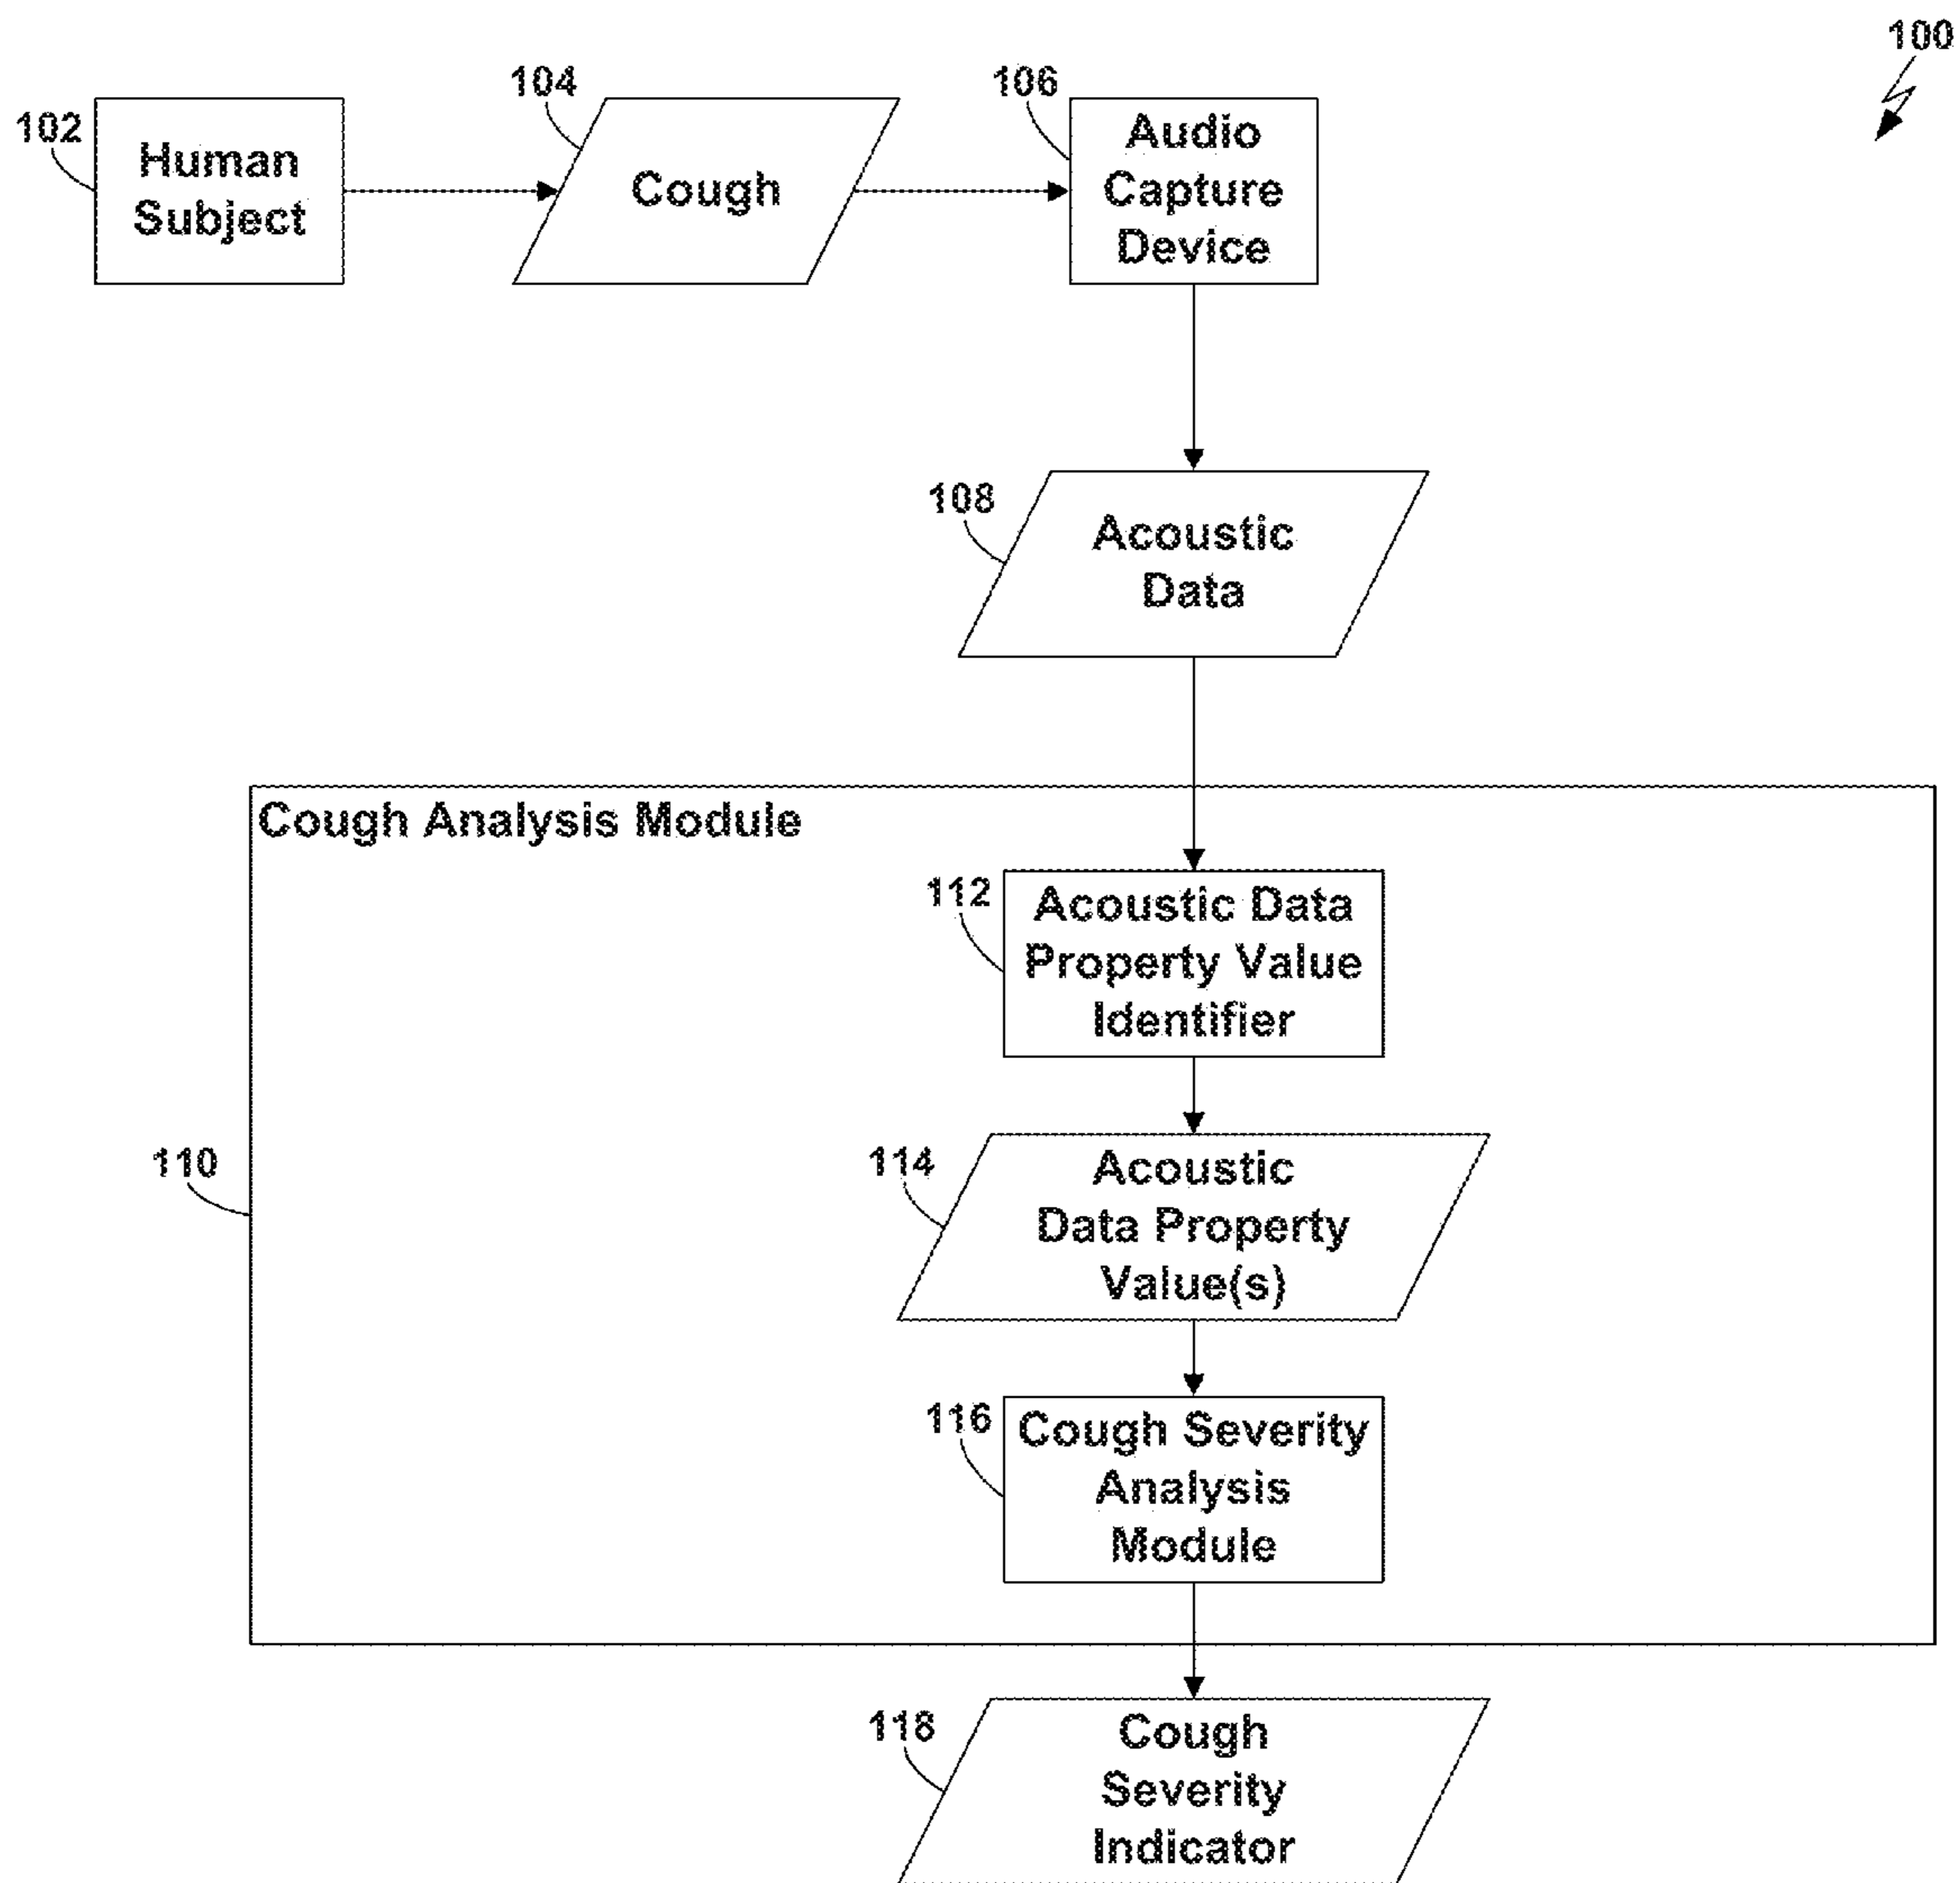 100
102
Human
Subject
104
Cough
106
Audio
Capture
Device
108
Acoustic
Data
110
Cough Analysis Module
112
Acoustic Data
Property Value
Identifier
114
Acoustic
Data Property
Value(s)
116
Cough Severity
Analysis
Module
118
Cough
Severity
Indicator